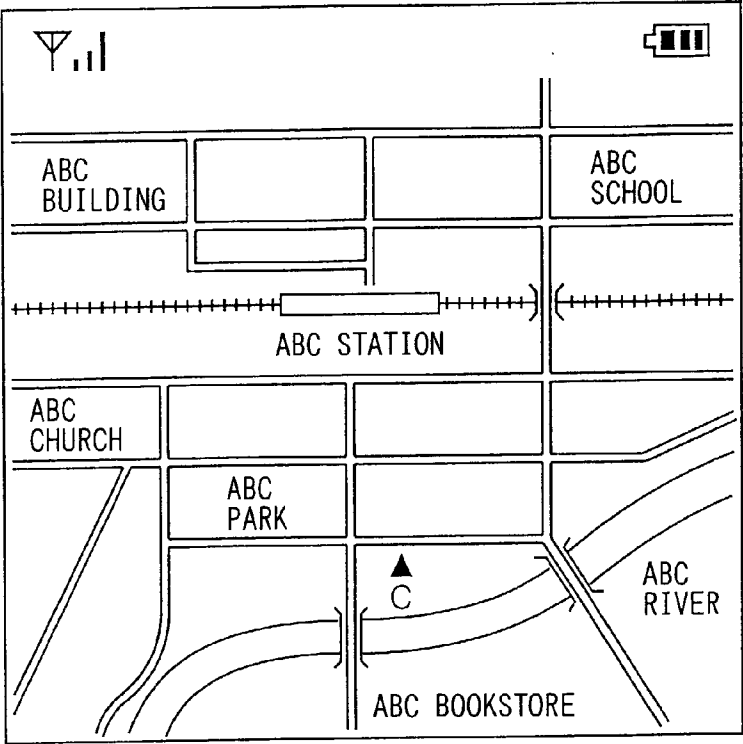 ABC
BUILDING
ABC
SCHOOL
ABC STATION
ABC
CHURCH
ABC
PARK
C
ABC
RIVER
ABC BOOKSTORE